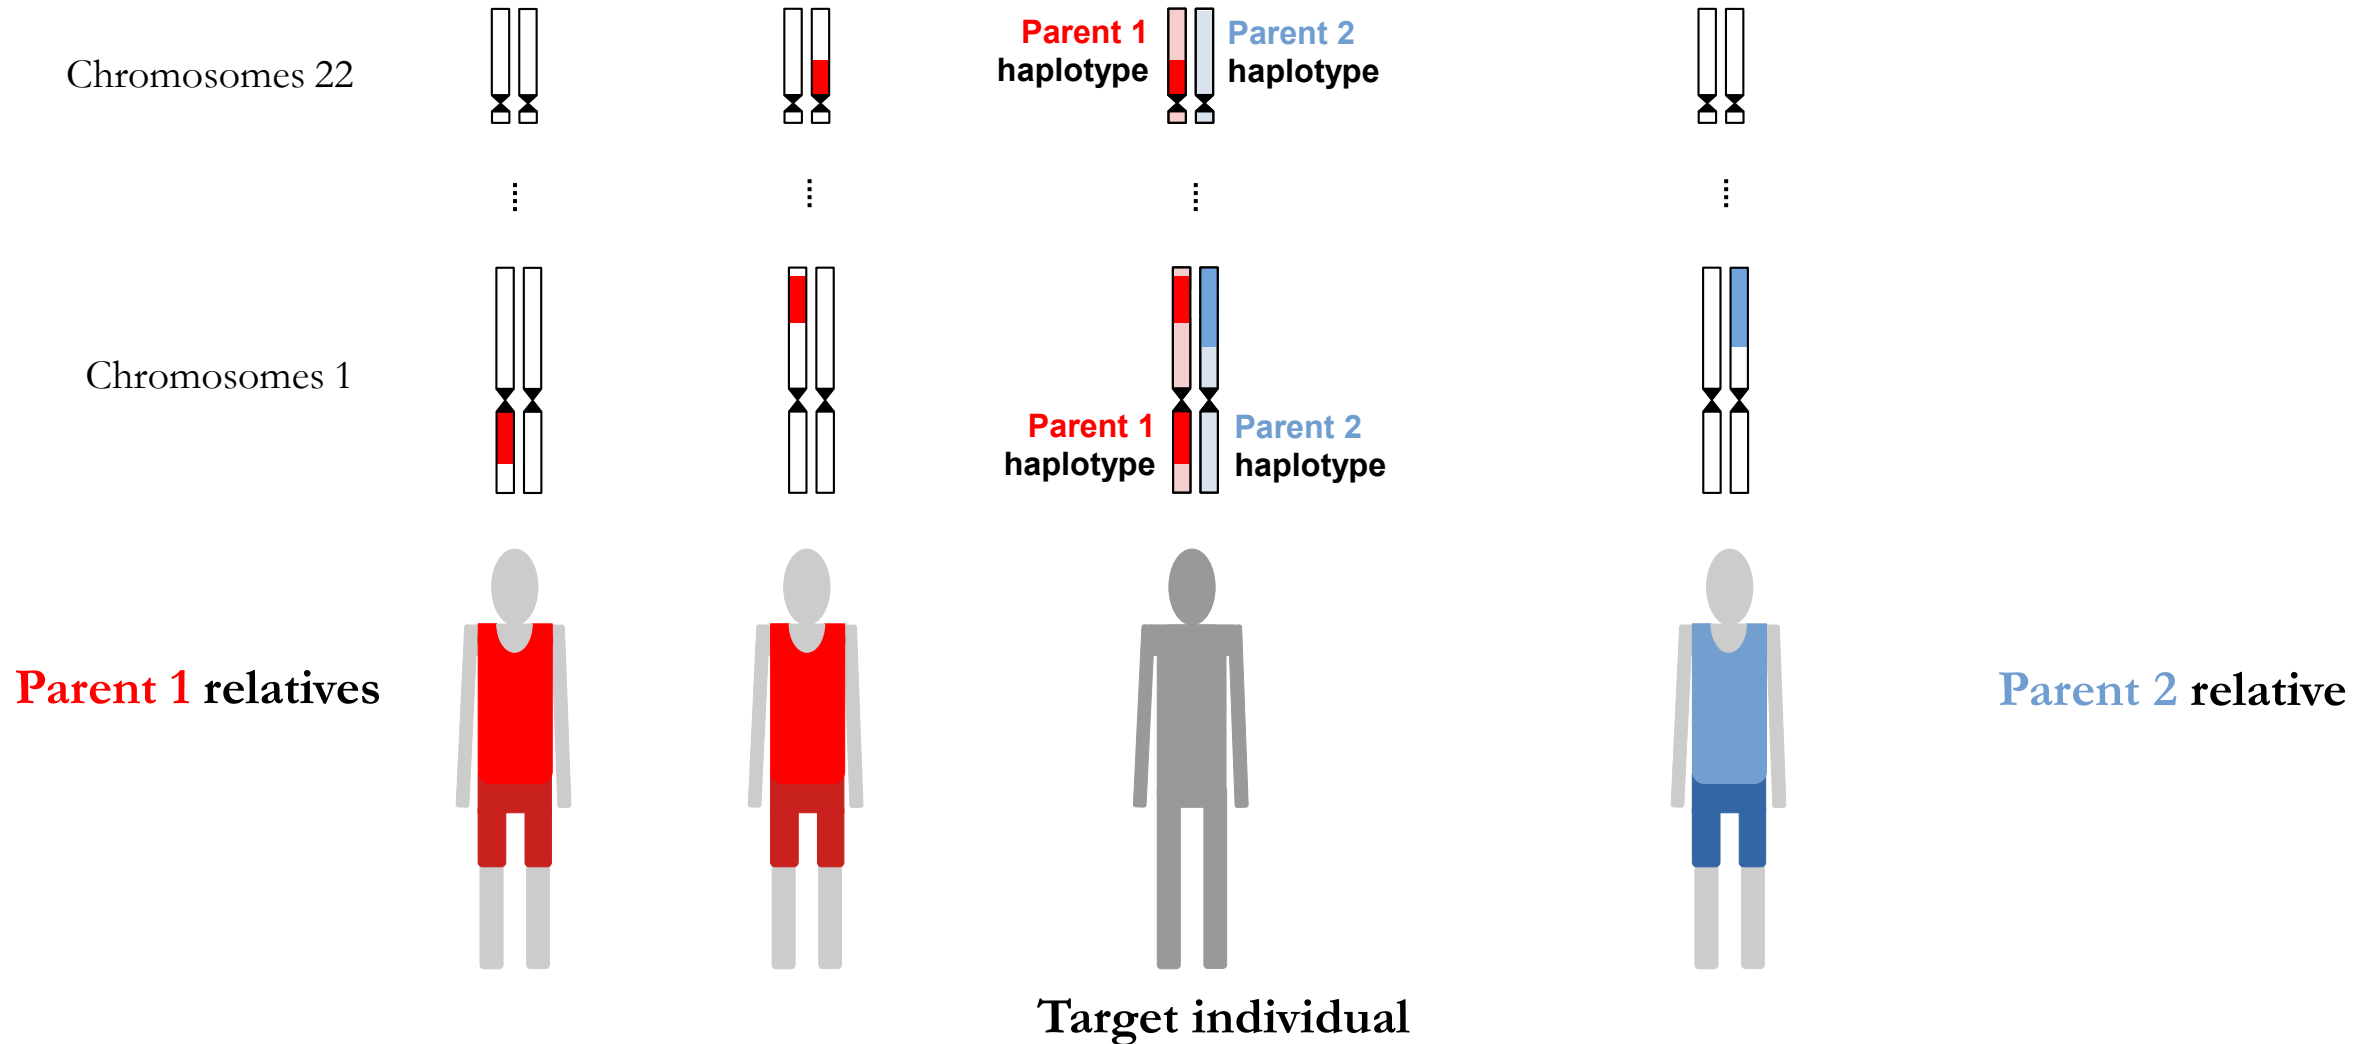 Chromosomes 22
Parent 1
haplotype
Parent 2
haplotype
Chromosomes 1
Parent 1
haplotype
Parent 2
haplotype
Parent 1 relatives
Parent 2 relative
Target individual